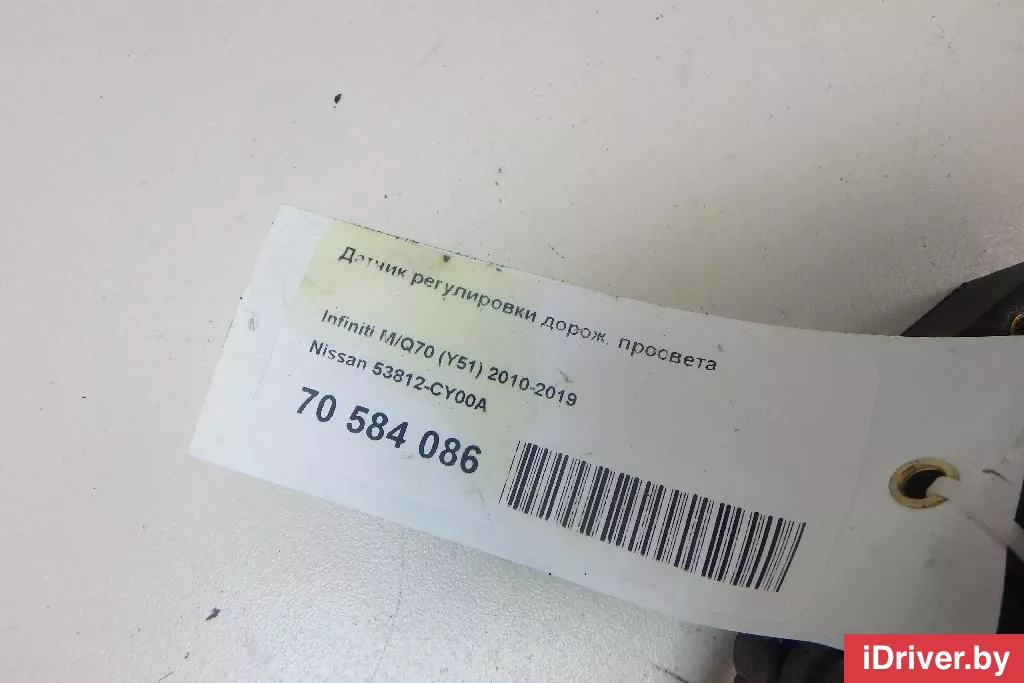 Датчик регулировки дорож. просвета
Infiniti M/Q70 (Y51) 2010-2019
Nissan 53812-CY00A
70 584 086
iDriver.by